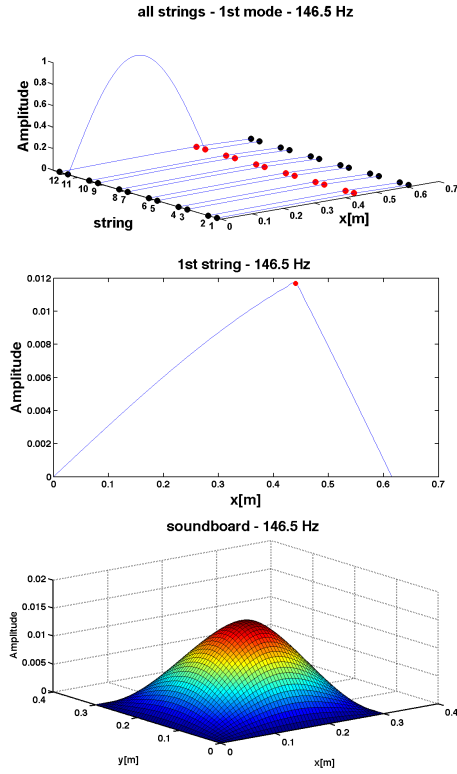 all strings - 1st mode - 146.5 Hz
1
0.8
0.6
0.4
0.2
0
Amplitude
12 11 10 9 8 7 6 5 4 3 2 1
string
0 0.1 0.2 0.3 0.4 0.5 0.6 0.7
x[m]
1st string - 146.5 Hz
0.012
0.01
0.008
0.006
0.004
0.002
0
Amplitude
0 0.1 0.2 0.3 0.4 0.5 0.6 0.7
x[m]
soundboard - 146.5 Hz
0.02
0.015
0.01
0.005
0
Amplitude
0.4 0.3 0.2 0.1 0
y[m]
0 0.1 0.2 0.3 0.4
x[m]